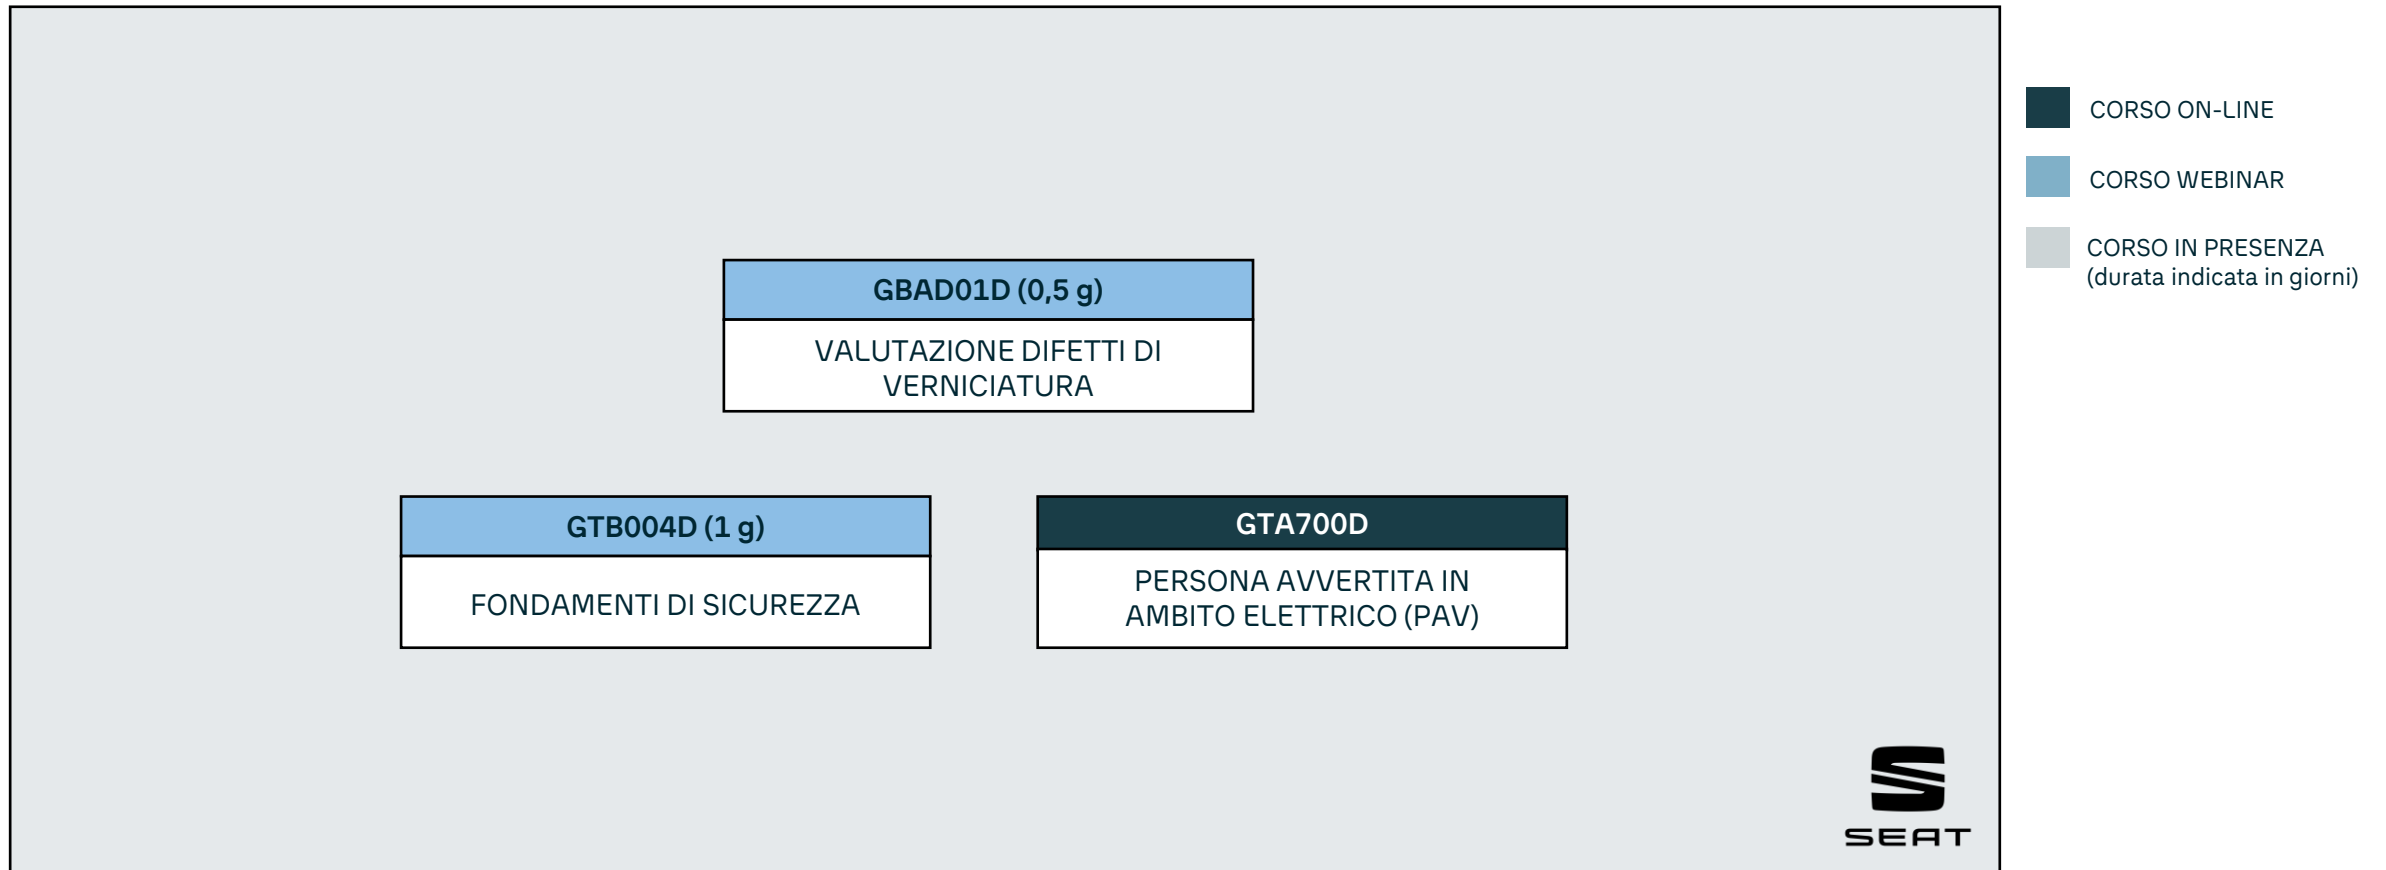 CORSO ON-LINE
CORSO WEBINAR
CORSO IN PRESENZA
(durata indicata in giorni)
GBAD01D (0,5 g)
VALUTAZIONE DIFETTI DI
VERNICIATURA
GTB004D (1 g)
FONDAMENTI DI SICUREZZA
GTA700D
PERSONA AVVERTITA IN
AMBITO ELETTRICO (PAV)
SEAT